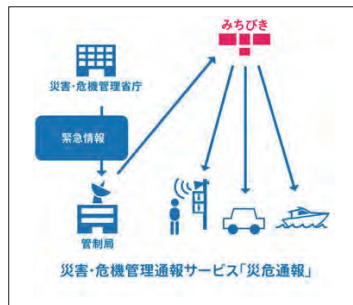 みちびき
災害・危機管理省庁
緊急情報
管制局
災害・危機管理通報サービス「災危通報」